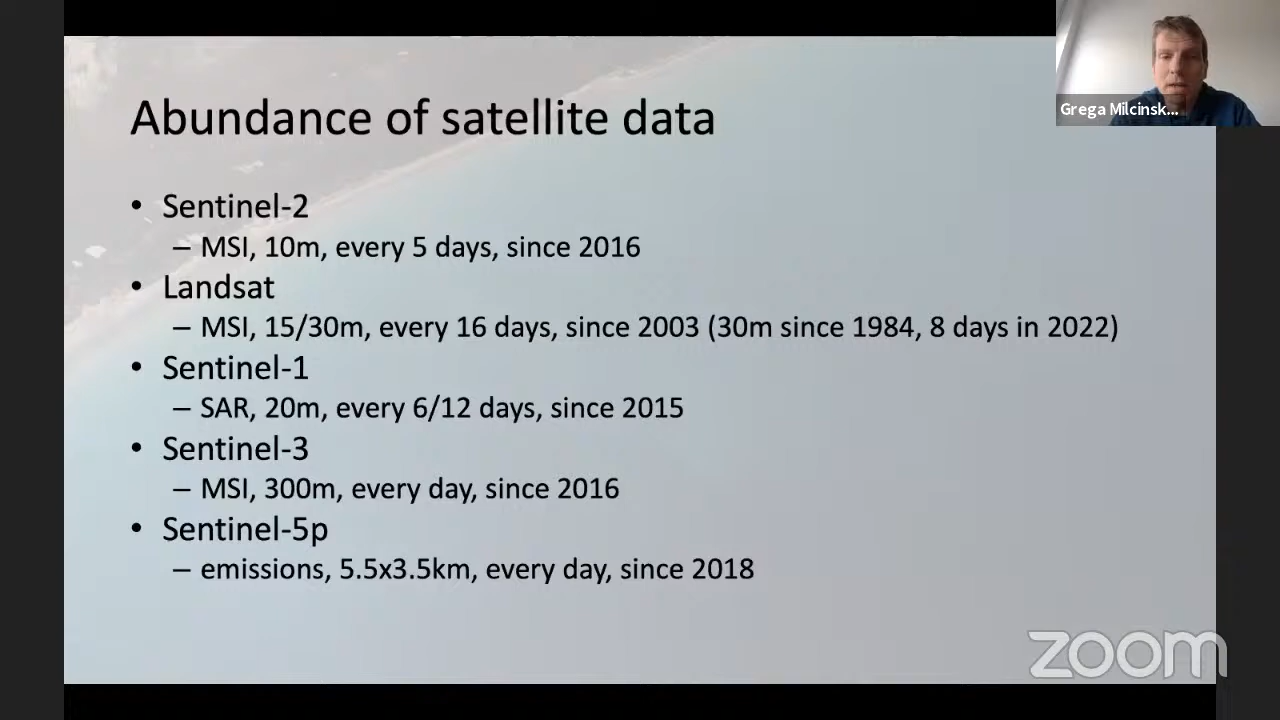 Abundance of satellite data
Grega Milcinsk...
• Sentinel-2
– MSI, 10m, every 5 days, since 2016
• Landsat
– MSI, 15/30m, every 16 days, since 2003 (30m since 1984, 8 days in 2022)
• Sentinel-1
– SAR, 20m, every 6/12 days, since 2015
• Sentinel-3
– MSI, 300m, every day, since 2016
• Sentinel-5p
– emissions, 5.5x3.5km, every day, since 2018
zoom